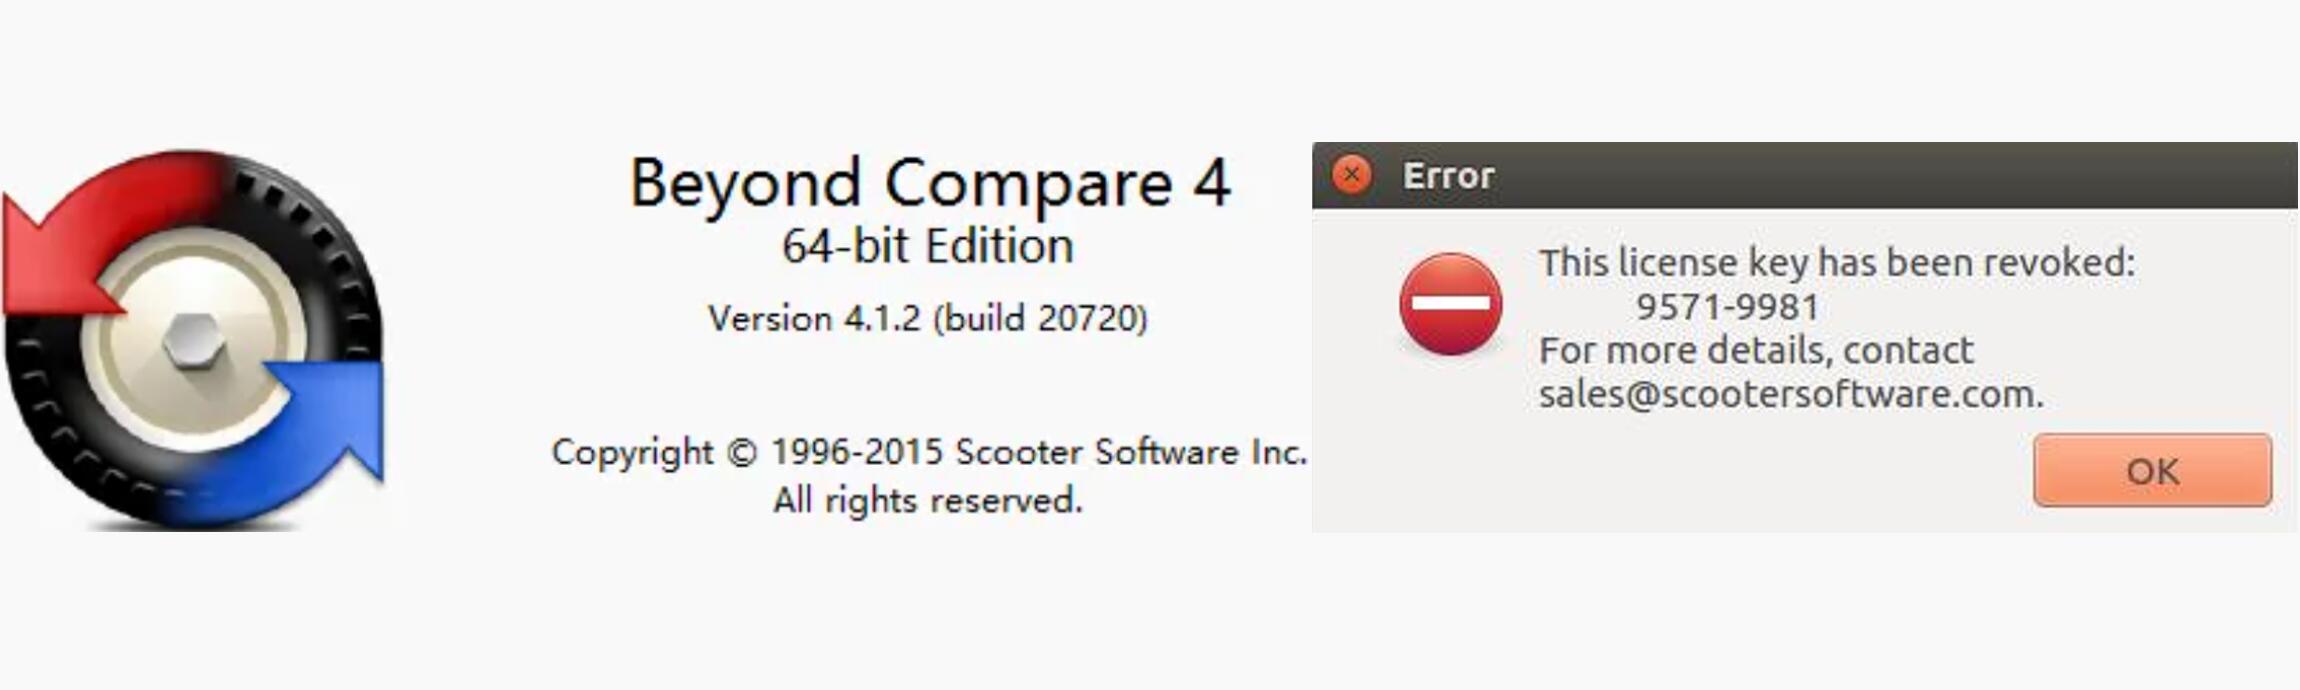 Beyond Compare 4
64-bit Edition
Version 4.1.2 (build 20720)
Copyright © 1996-2015 Scooter Software Inc.
All rights reserved.
Error
This license key has been revoked:
9571-9981
For more details, contact
sales@scootersoftware.com.
OK